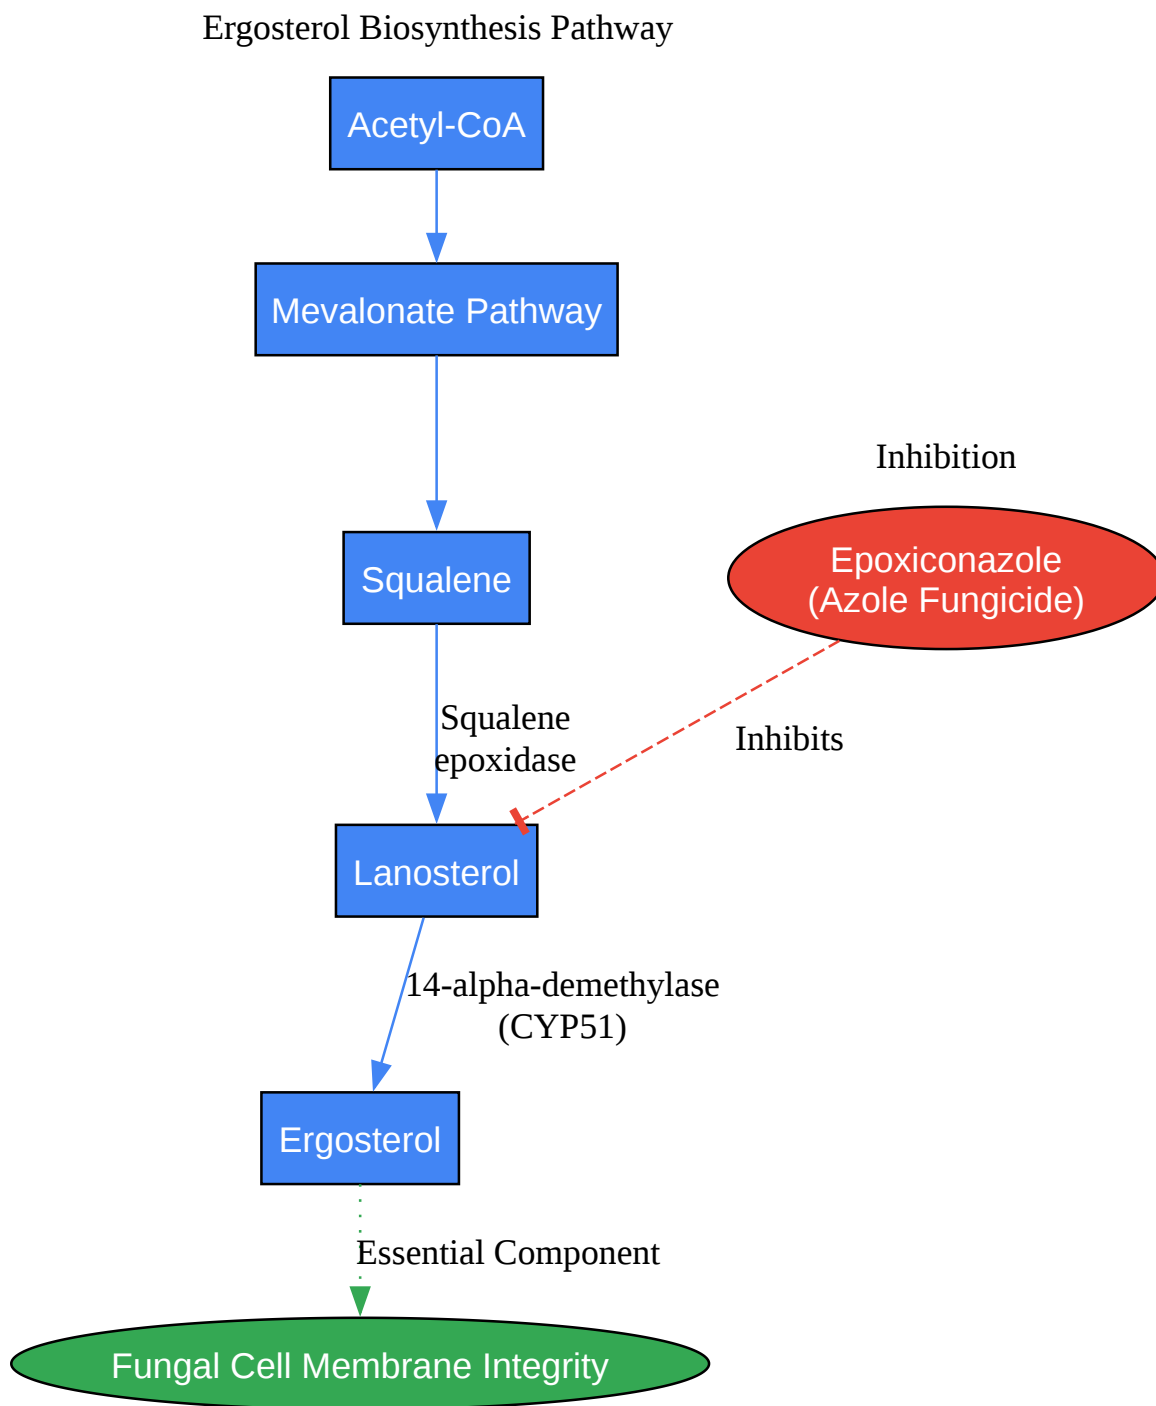 Ergosterol Biosynthesis Pathway
Acetyl-CoA
Mevalonate Pathway
Inhibition
Squalene
Epoxiconazole
(Azole Fungicide)
Squalene
epoxidase
Inhibits
Lanosterol
14-alpha-demethylase
(CYP51)
Ergosterol
Essential Component
Fungal Cell Membrane Integrity